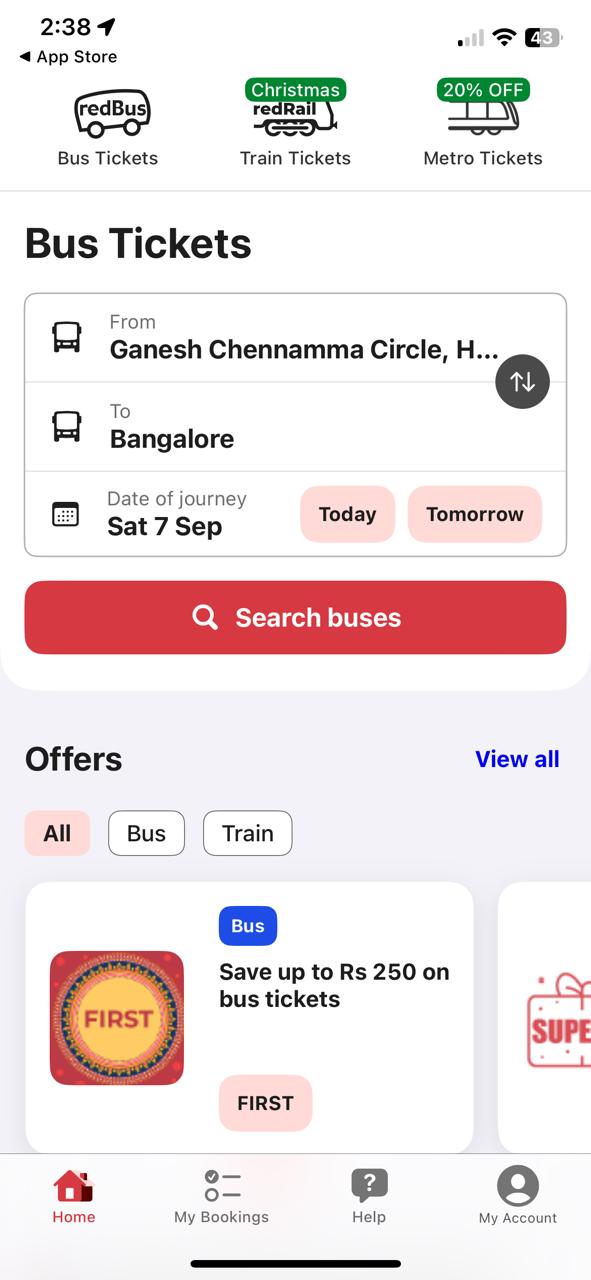 2:38
43
◀ App Store
Christmas
20% OFF
redBus
redRail
Bus Tickets
Train Tickets
Metro Tickets
Bus Tickets
From
Ganesh Chennamma Circle, H...
To
Bangalore
Date of journey
Sat 7 Sep
Today
Tomorrow
Search buses
Offers
View all
All
Bus
Train
Bus
Save up to Rs 250 on
bus tickets
FIRST
FIRST
SUPE
Home
My Bookings
Help
My Account